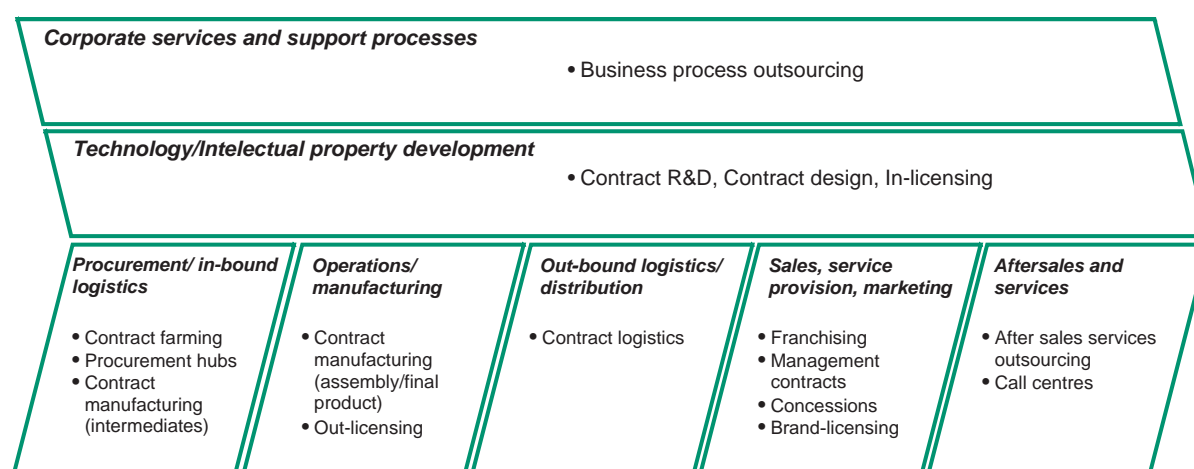 Corporate services and support processes
• Business process outsourcing
Technology/Intelectual property development
• Contract R&D, Contract design, In-licensing
Procurement/ in-bound
logistics
• Contract farming
• Procurement hubs
• Contract
manufacturing
(intermediates)
Operations/
manufacturing
• Contract
manufacturing
(assembly/final
product)
• Out-licensing
Out-bound logistics/
distribution
• Contract logistics
Sales, service
provision, marketing
• Franchising
• Management
contracts
• Concessions
• Brand-licensing
Aftersales and
services
• After sales services
outsourcing
• Call centres